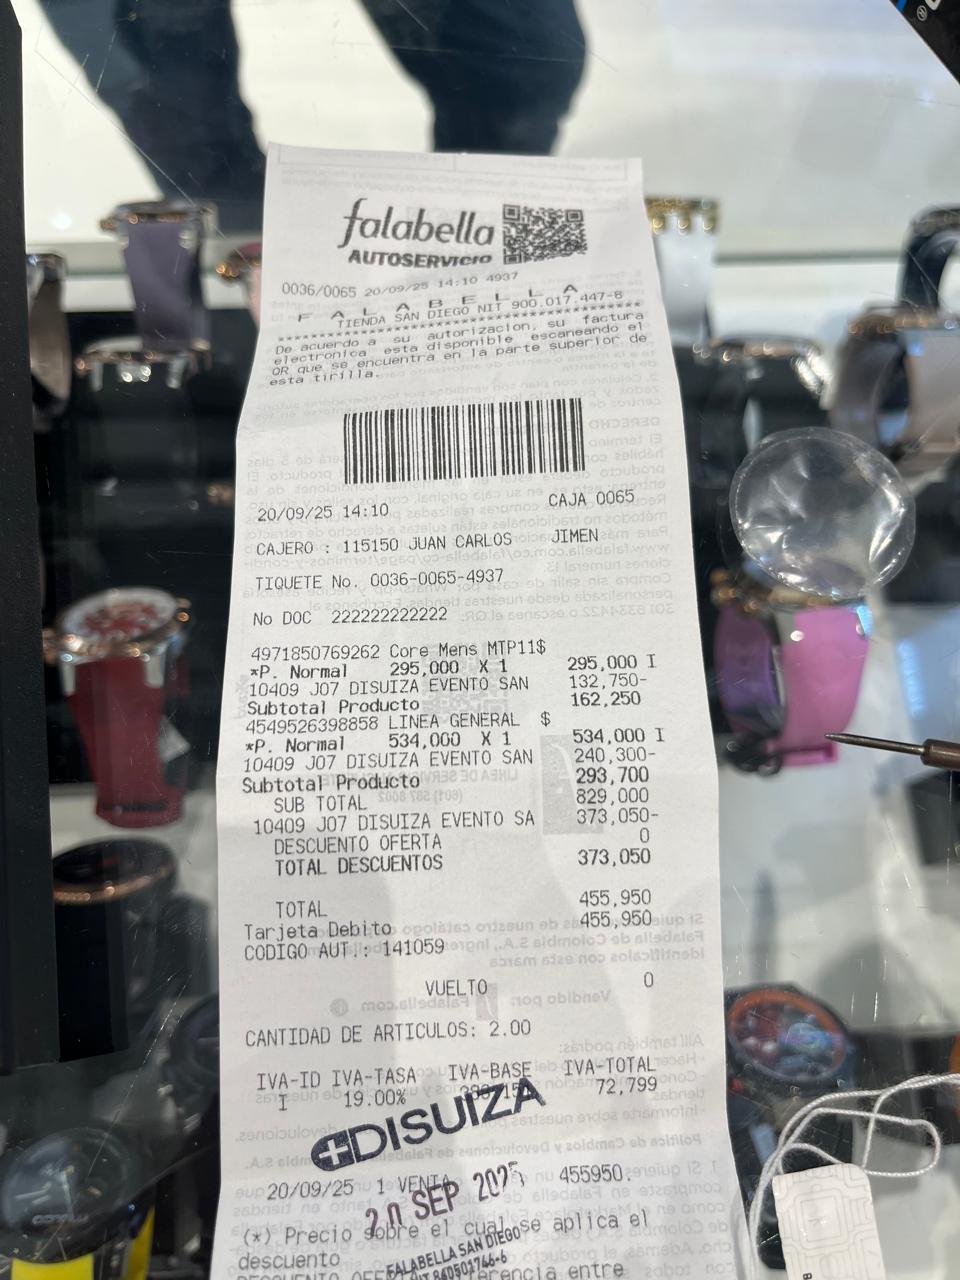 falabella
AUTOSERVICIO
0036/0065 20/09/25 14:10 4937
F A L A B E L L A
TIENDA SAN DIEGO NIT 900.017.447-8
****************************************
De acuerdo a su autorizacion, su factura
electronica esta disponible escaneando el
QR que se encuentra en la parte superior de
esta tirilla.
20/09/25 14:10 CAJA 0065
CAJERO : 115150 JUAN CARLOS JIMEN
TIQUETE No. 0036-0065-4937
No DOC 222222222222
4971850769262 Core Mens MTP11$
*P. Normal 295,000 X 1 295,000 I
10409 J07 DISUIZA EVENTO SAN 132,750-
Subtotal Producto 162,250
4549526398858 LINEA GENERAL $
*P. Normal 534,000 X 1 534,000 I
10409 J07 DISUIZA EVENTO SAN 240,300-
Subtotal Producto 293,700
SUB TOTAL 829,000
10409 J07 DISUIZA EVENTO SA 373,050-
DESCUENTO OFERTA 0
TOTAL DESCUENTOS 373,050
TOTAL 455,950
Tarjeta Debito 455,950
CODIGO AUT.: 141059
VUELTO 0
CANTIDAD DE ARTICULOS: 2.00
IVA-ID IVA-TASA IVA-BASE IVA-TOTAL
I 19.00% 72,799
DISUIZA
20/09/25 1 VENTA 455950.
20 SEP 2025
(*) Precio sobre el cual se aplica el
descuento
FALABELLA SAN DIEGO
entre